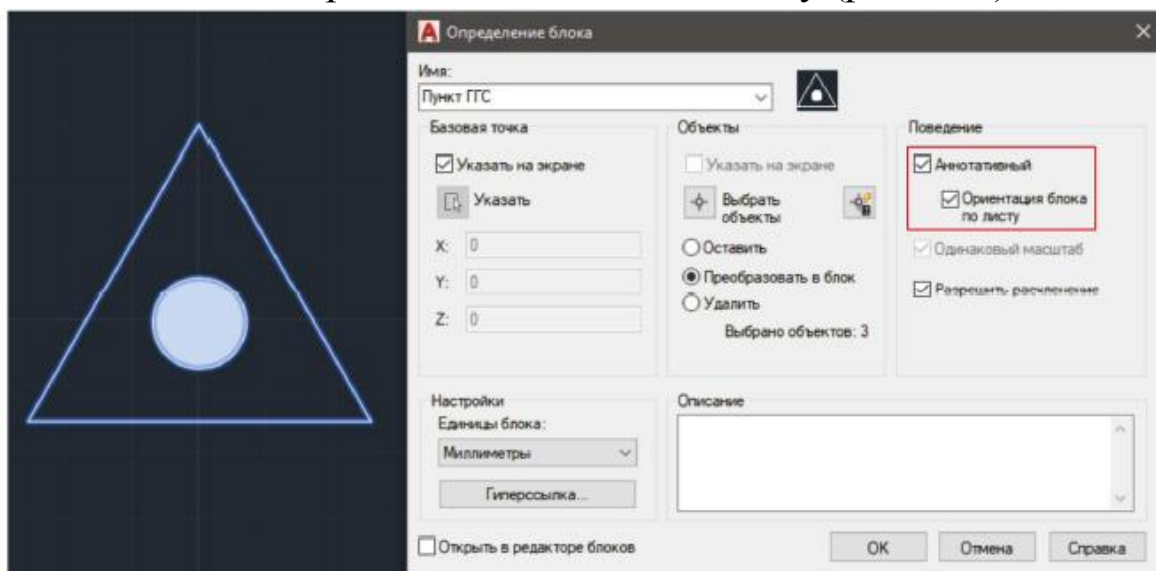 Определение блока
Имя:
Пункт ГГС
Базовая точка
Указать на экране
Указать
X: 0
Y: 0
Z: 0
Объекты
Указать на экране
Выбрать
объекты
Оставить
Преобразовать в блок
Удалить
Выбрано объектов: 3
Поведение
Аннотативный
Ориентация блока
по листу
Одинаковый масштаб
Разрешить расчленение
Настройки
Единицы блока:
Миллиметры
Гиперссылка...
Описание
Открыть в редакторе блоков
ОК
Отмена
Справка